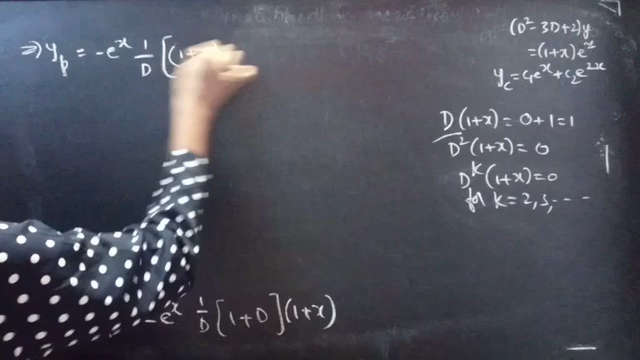 ⇒ y_p = -e^x 1/D [(1+x)
-e^x 1/D [1+D](1+x)
(D²-3D+2)y
=(1+x)e^x
y_c=c₁e^x+c₂e^{2x}
D(1+x)=0+1=1
D²(1+x)=0
D^K(1+x)=0
for K=2,3,----